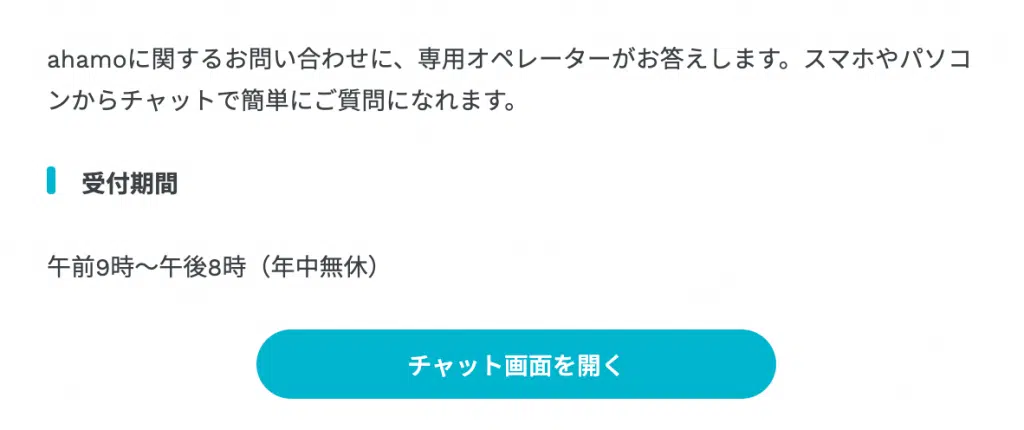 ahamoに関するお問い合わせに、専用オペレーターがお答えします。スマホやパソコ
ンからチャットで簡単にご質問になれます。
受付期間
午前9時〜午後8時（年中無休）
チャット画面を開く